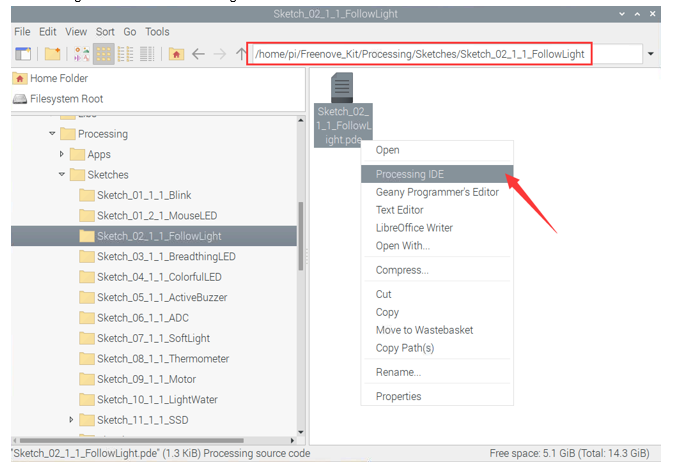 Sketch_02_1_1_FollowLight
File Edit View Sort Go Tools
/home/pi/Freenove_Kit/Processing/Sketches/Sketch_02_1_1_FollowLight
Home Folder
Filesystem Root
Processing
Apps
Sketches
Sketch_01_1_1_Blink
Sketch_01_2_1_MouseLED
Sketch_02_1_1_FollowLight
Sketch_03_1_1_BreadthingLED
Sketch_04_1_1_ColorfulLED
Sketch_05_1_1_ActiveBuzzer
Sketch_06_1_1_ADC
Sketch_07_1_1_SoftLight
Sketch_08_1_1_Thermometer
Sketch_09_1_1_Motor
Sketch_10_1_1_LightWater
Sketch_11_1_1_SSD
Sketch_02_
1_1_FollowL
ight.pde
Open
Processing IDE
Geany Programmer's Editor
Text Editor
LibreOffice Writer
Open With...
Compress...
Cut
Copy
Move to Wastebasket
Copy Path(s)
Rename...
Properties
"Sketch_02_1_1_FollowLight.pde" (1.3 KiB) Processing source code
Free space: 5.1 GiB (Total: 14.3 GiB)